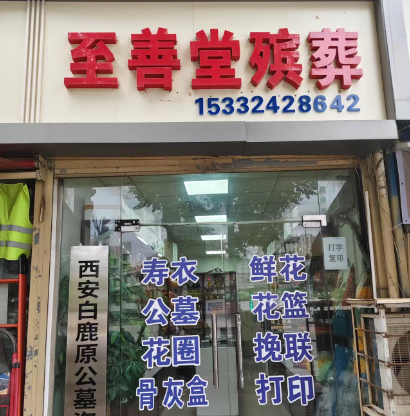 至善堂殡葬
15332428642
打字
复印
寿衣
鲜花
公墓
花篮
花圈
挽联
骨灰盒
打印
西安白鹿原公墓